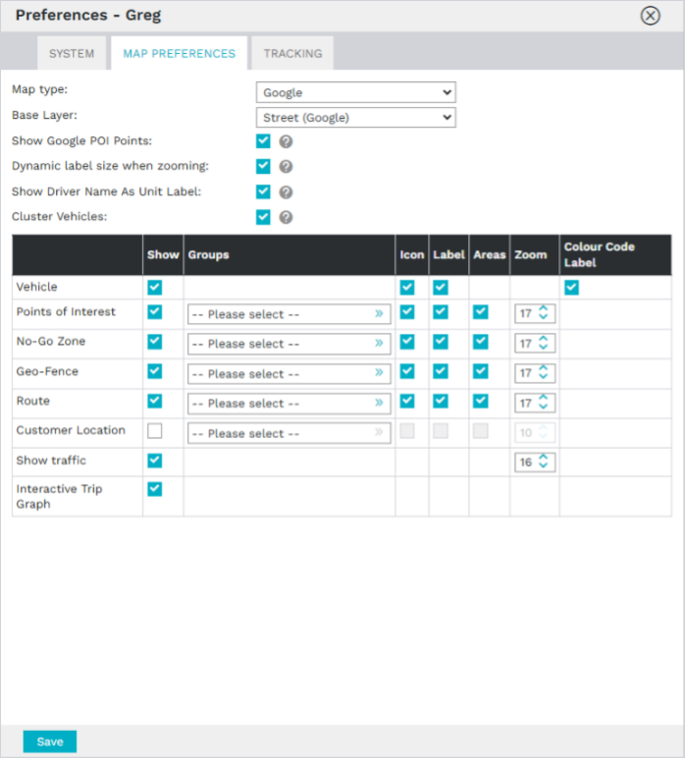 Preferences - Greg
SYSTEM MAP PREFERENCES TRACKING
Map type: Google
Base Layer: Street (Google)
Show Google POI Points: ?
Dynamic label size when zooming: ?
Show Driver Name As Unit Label: ?
Cluster Vehicles: ?
Show Groups Icon Label Areas Zoom Colour Code
Label
Vehicle
Points of Interest -- Please select -- » 17
No-Go Zone -- Please select -- » 17
Geo-Fence -- Please select -- » 17
Route -- Please select -- » 17
Customer Location -- Please select -- » 10
Show traffic 16
Interactive Trip
Graph
Save